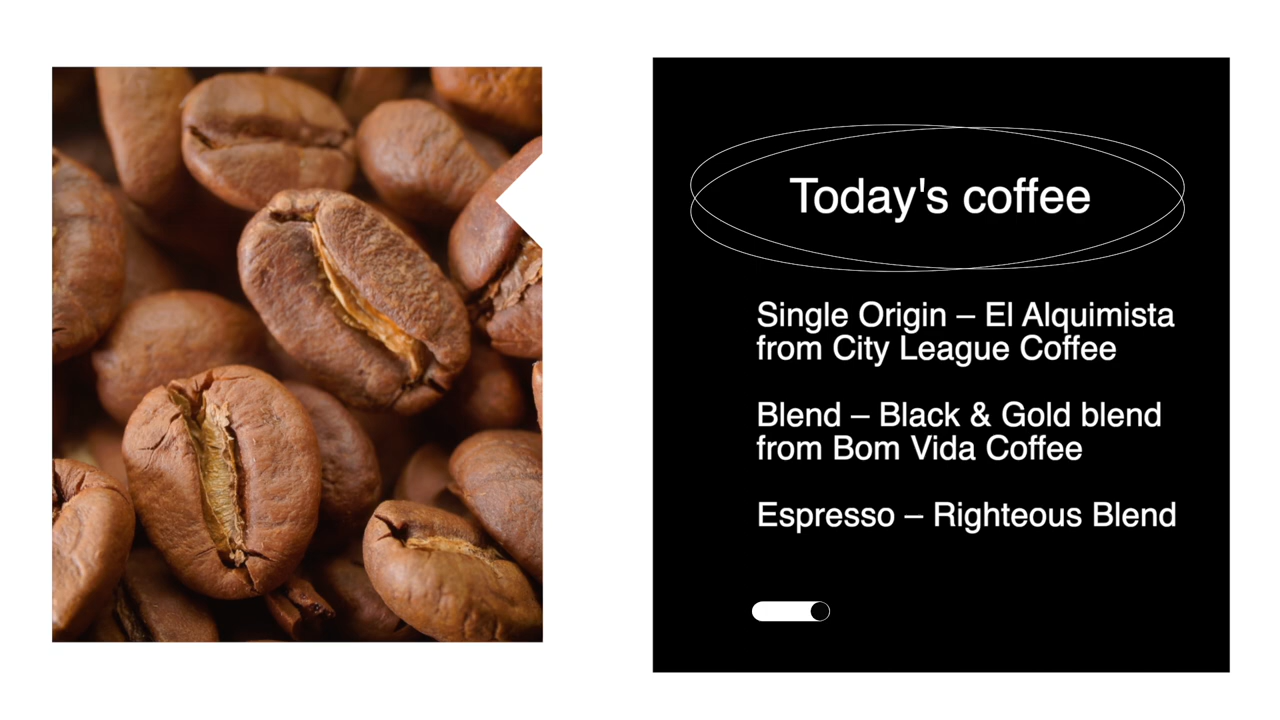 Today's coffee
Single Origin – El Alquimista
from City League Coffee
Blend – Black & Gold blend
from Bom Vida Coffee
Espresso – Righteous Blend